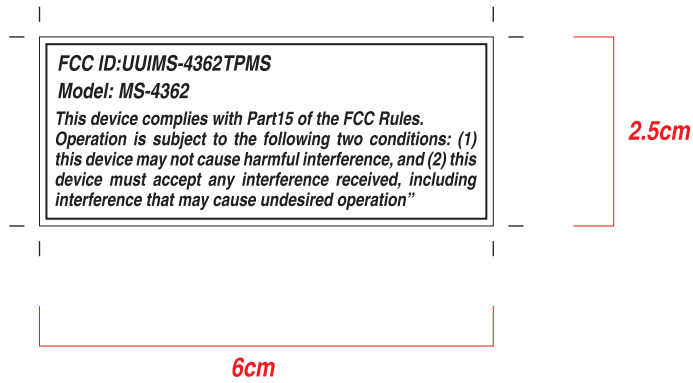 FCC ID:UUIMS-4362TPMS
Model: MS-4362
This device complies with Part15 of the FCC Rules.
Operation is subject to the following two conditions: (1)
this device may not cause harmful interference, and (2) this
device must accept any interference received, including
interference that may cause undesired operation”
2.5cm
6cm